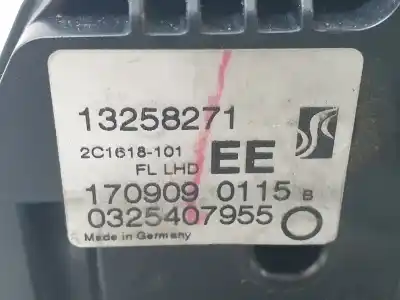 13258271
2C1618-101
FL LHD EE
170909 0115 B
0325407955
Made in Germany